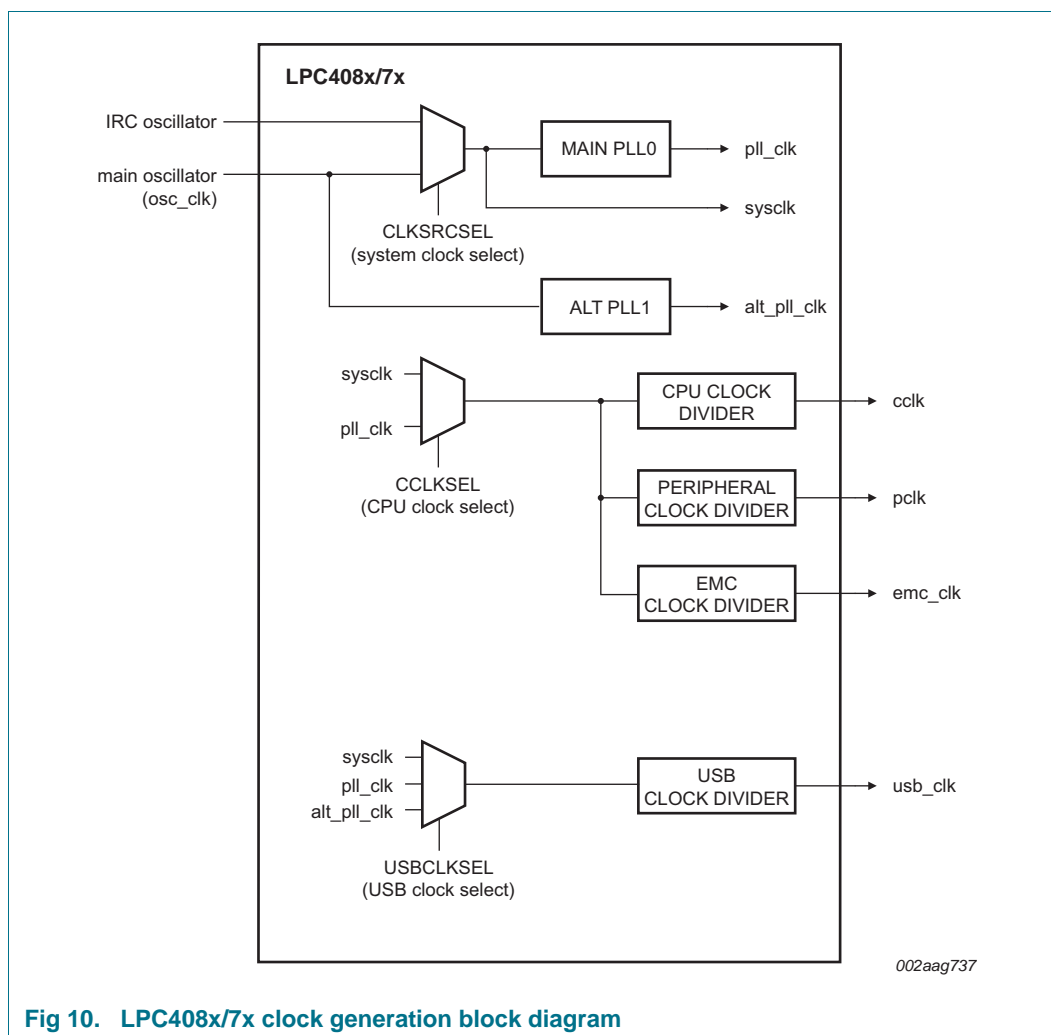 LPC408x/7x
IRC oscillator
main oscillator
(osc_clk)
MAIN PLL0
pll_clk
sysclk
CLKSRCSEL
(system clock select)
ALT PLL1
alt_pll_clk
sysclk
pll_clk
CPU CLOCK
DIVIDER
cclk
CCLKSEL
(CPU clock select)
PERIPHERAL
CLOCK DIVIDER
pclk
EMC
CLOCK DIVIDER
emc_clk
sysclk
pll_clk
alt_pll_clk
USB
CLOCK DIVIDER
usb_clk
USBCLKSEL
(USB clock select)
002aag737
Fig 10. LPC408x/7x clock generation block diagram